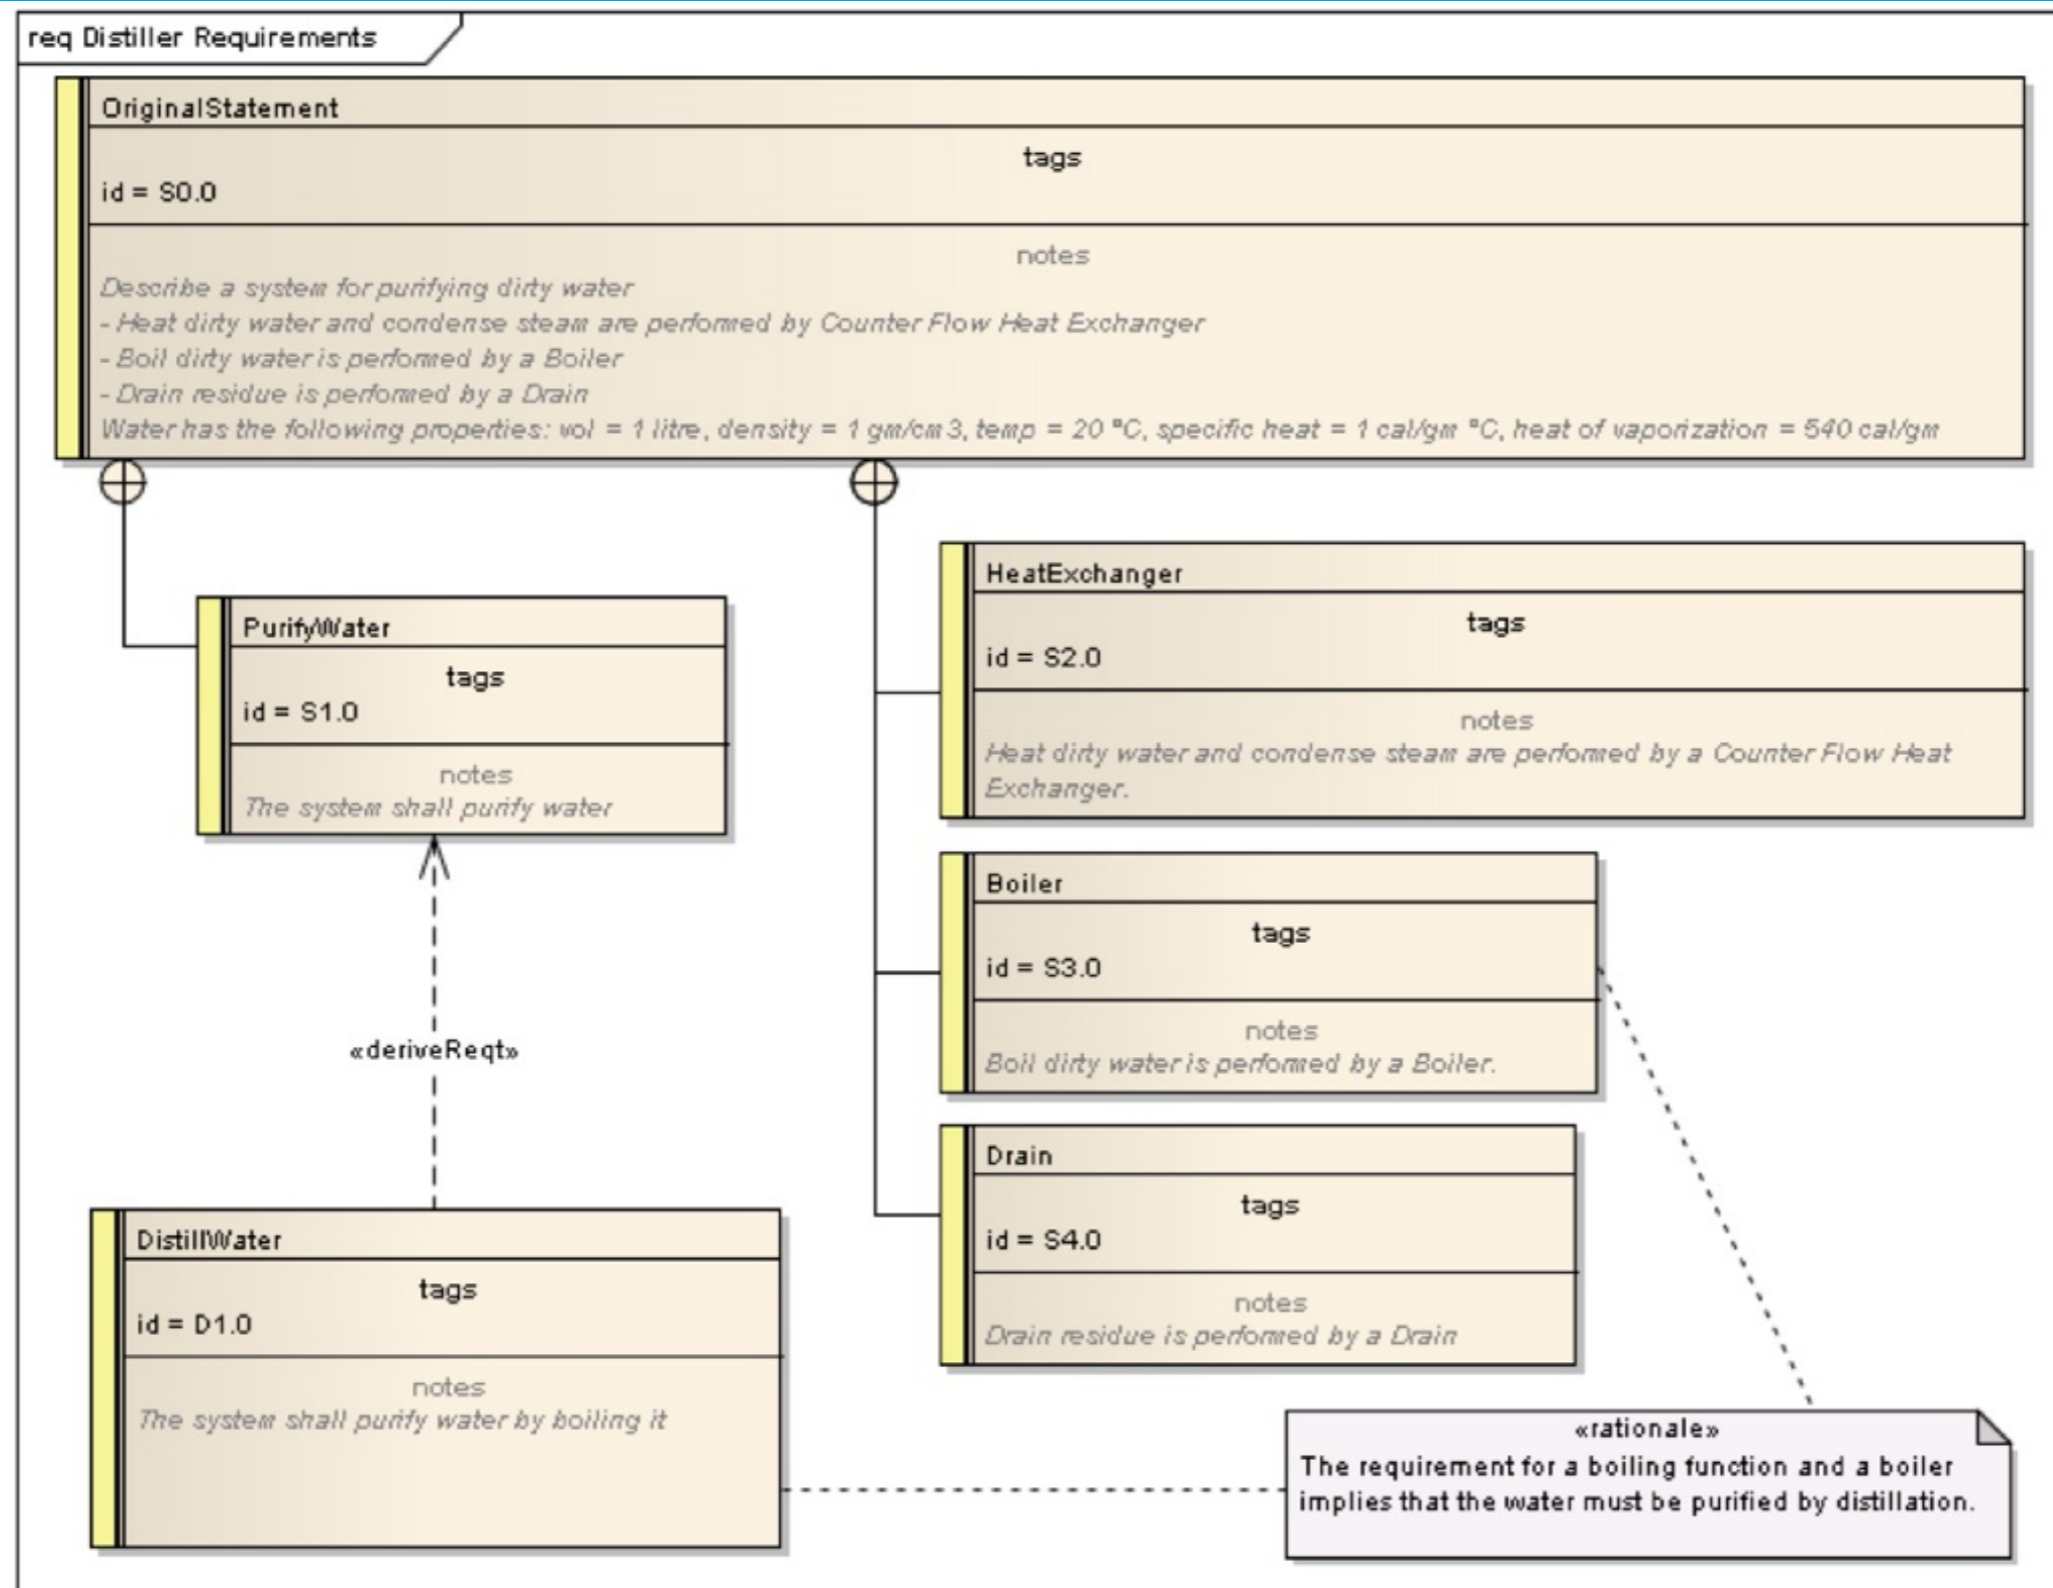 req Distiller Requirements
OriginalStatement
tags
id = S0.0
notes
Describe a system for purifying dirty water
- Heat dirty water and condense steam are performed by Counter Flow Heat Exchanger
- Boil dirty water is performed by a Boiler
- Drain residue is performed by a Drain
Water has the following properties: vol = 1 litre, density = 1 gm/cm3, temp = 20 °C, specific heat = 1 cal/gm °C, heat of vaporization = 540 cal/gm
PurifyWater
tags
id = S1.0
notes
The system shall purify water
HeatExchanger
tags
id = S2.0
notes
Heat dirty water and condense steam are performed by a Counter Flow Heat
Exchanger.
Boiler
tags
id = S3.0
notes
Boil dirty water is performed by a Boiler.
«deriveReqt»
Drain
tags
id = S4.0
notes
Drain residue is performed by a Drain
DistillWater
tags
id = D1.0
notes
The system shall purify water by boiling it
«rationale»
The requirement for a boiling function and a boiler
implies that the water must be purified by distillation.